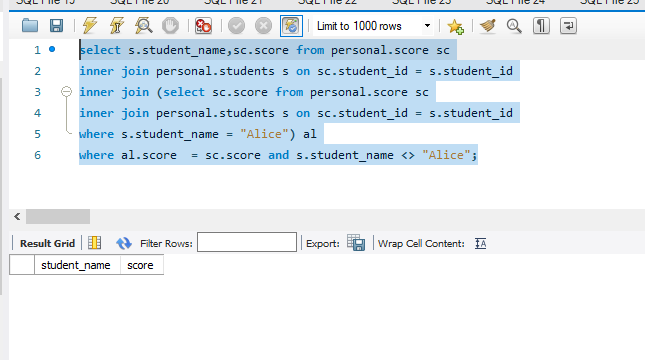 SQL File 19 SQL File 20 SQL File 21 SQL File 22 SQL File 23 SQL File 24 SQL File 25
Limit to 1000 rows
1 select s.student_name,sc.score from personal.score sc
2 inner join personal.students s on sc.student_id = s.student_id
3 inner join (select sc.score from personal.score sc
4 inner join personal.students s on sc.student_id = s.student_id
5 where s.student_name = "Alice") al
6 where al.score  = sc.score and s.student_name <> "Alice";
Result Grid Filter Rows: Export: Wrap Cell Content: IA
student_name score